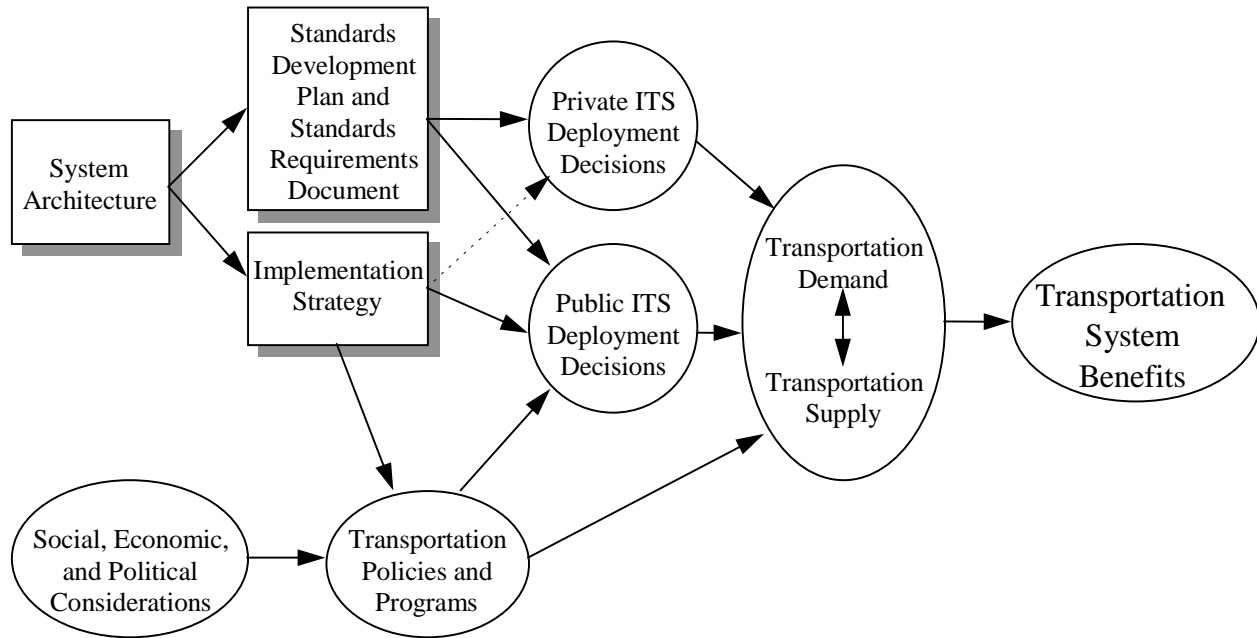 System
Architecture
Standards
Development
Plan and
Standards
Requirements
Document
Implementation
Strategy
Private ITS
Deployment
Decisions
Public ITS
Deployment
Decisions
Transportation
Demand
Transportation
Supply
Transportation
System
Benefits
Social, Economic,
and Political
Considerations
Transportation
Policies and
Programs